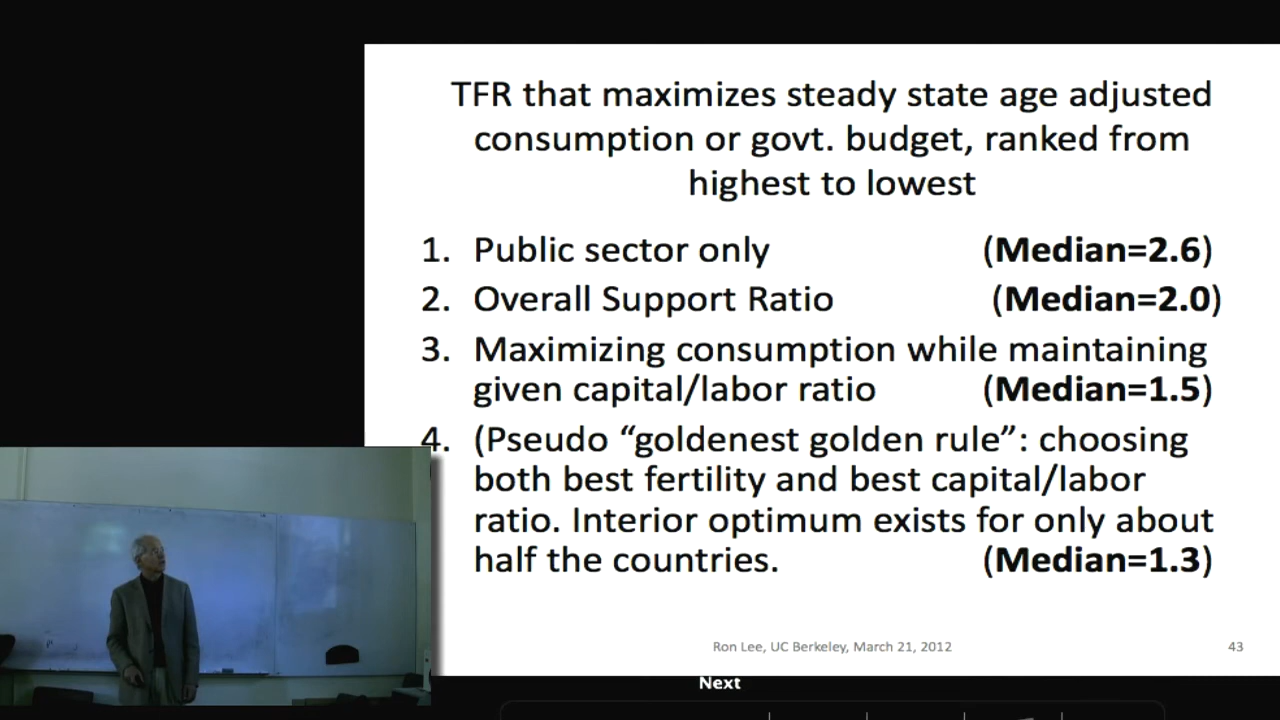 TFR that maximizes steady state age adjusted
consumption or govt. budget, ranked from
highest to lowest
1. Public sector only (Median=2.6)
2. Overall Support Ratio (Median=2.0)
3. Maximizing consumption while maintaining
given capital/labor ratio (Median=1.5)
4. (Pseudo “goldenest golden rule”: choosing
both best fertility and best capital/labor
ratio. Interior optimum exists for only about
half the countries. (Median=1.3)
Ron Lee, UC Berkeley, March 21, 2012 43
Next